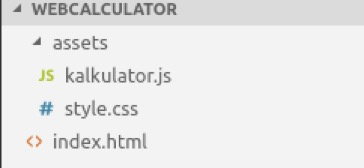 WEBCALCULATOR
assets
JS kalkulator.js
# style.css
<> index.html